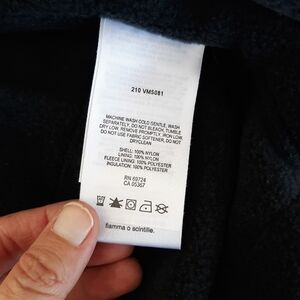 210 VM5081
MACHINE WASH COLD GENTLE, WASH
SEPARATELY, DO NOT BLEACH, TUMBLE
DRY LOW, REMOVE PROMPTLY, IRON LOW,
DO NOT USE FABRIC SOFTENER, DO NOT
DRYCLEAN
SHELL: 100% NYLON
LINING: 100% NYLON
FLEECE LINING: 100% POLYESTER
INSULATION: 100% POLYESTER
RN 69724
CA 05367
fiamma o scintille.